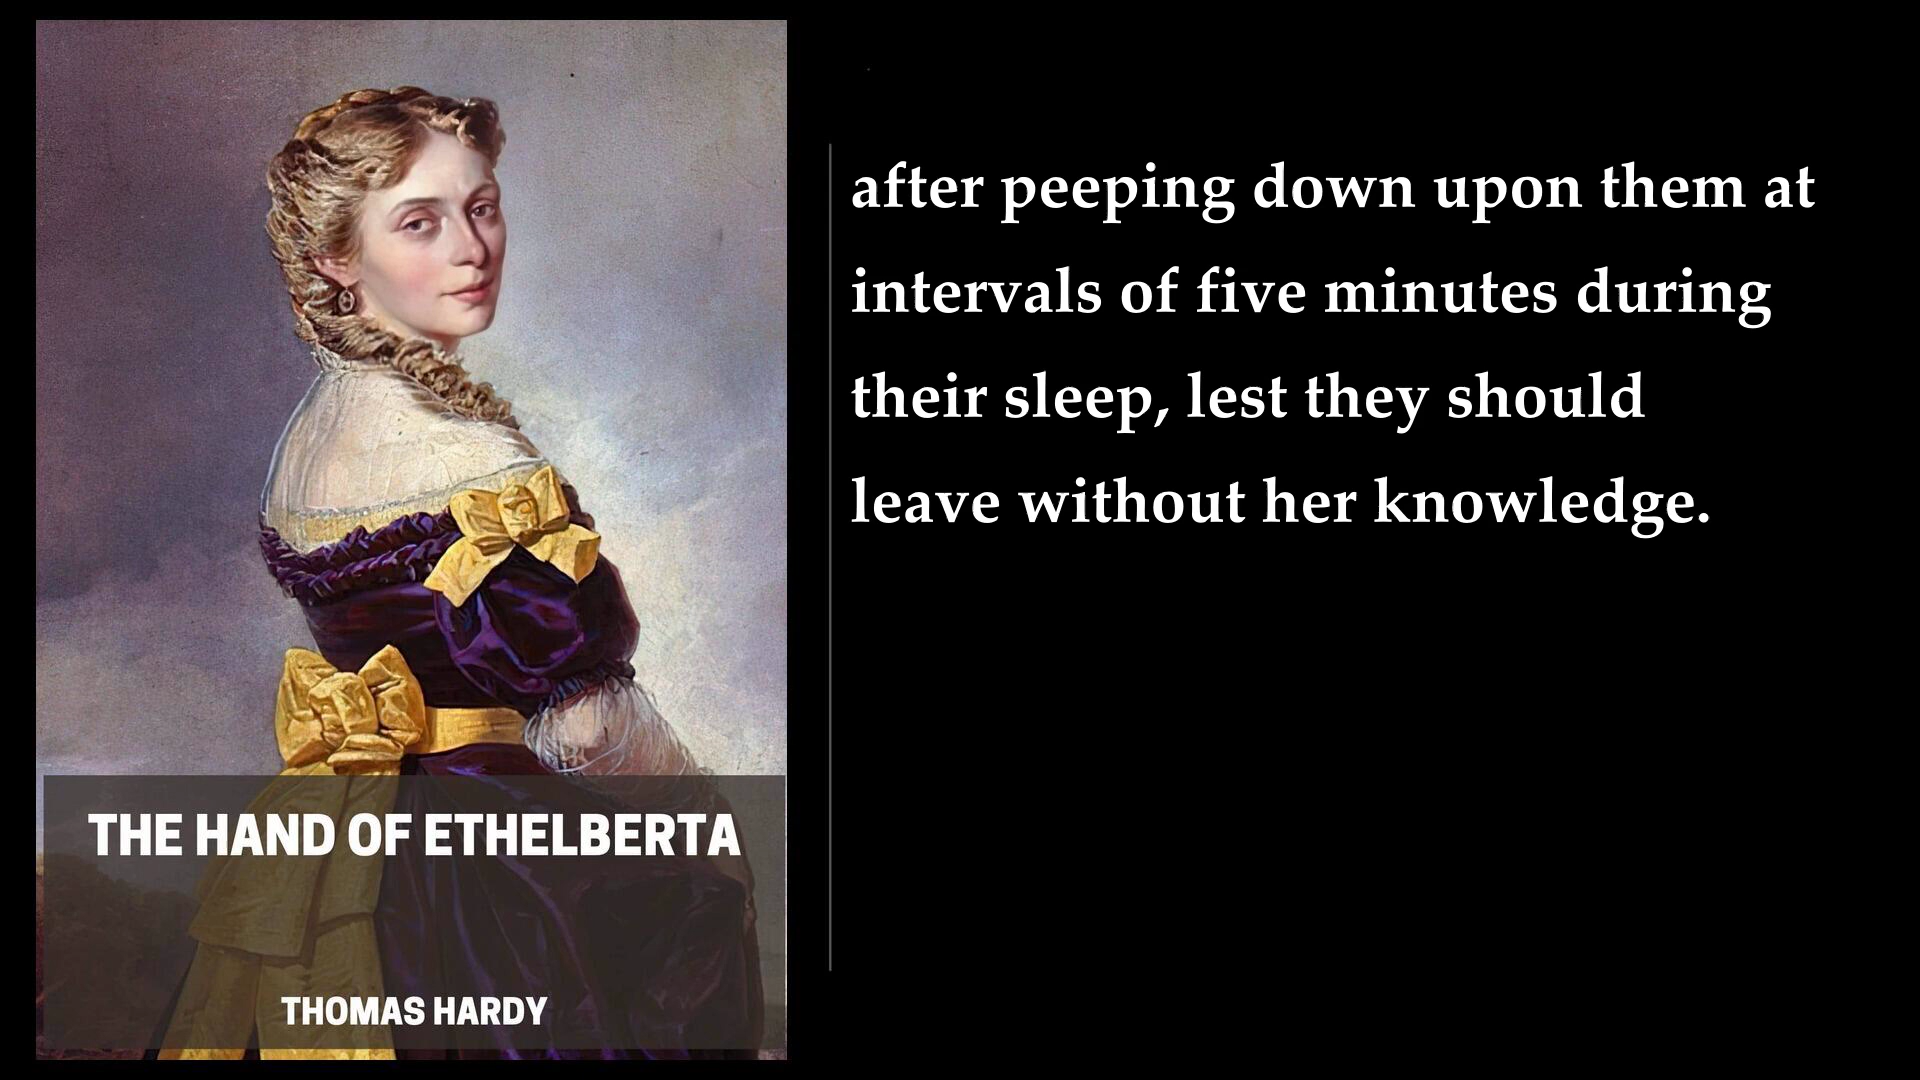 THE HAND OF ETHELBERTA
THOMAS HARDY
after peeping down upon them at
intervals of five minutes during
their sleep, lest they should
leave without her knowledge.